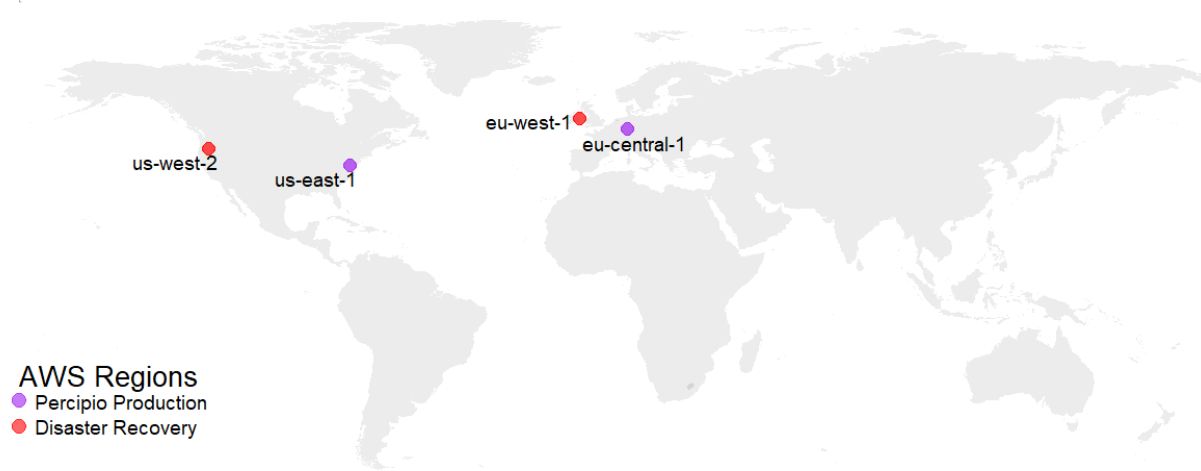 eu-west-1
eu-central-1
us-west-2
us-east-1
AWS Regions
Percipio Production
Disaster Recovery